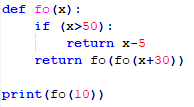 def fo(x):
    if (x>50):
        return x-5
    return fo(fo(x+30))

print(fo(10))